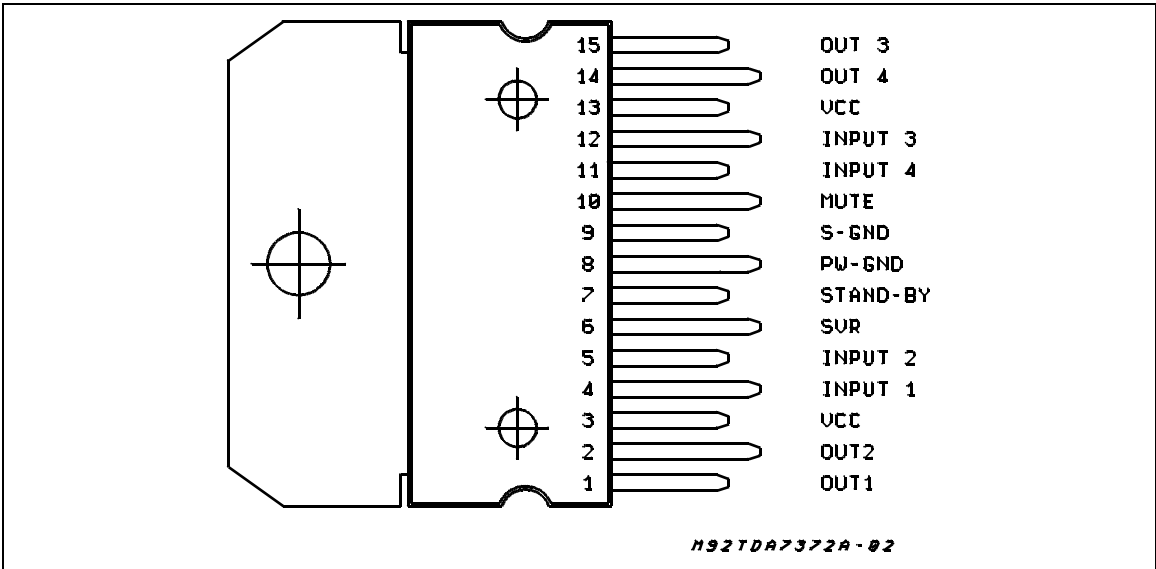 15 OUT 3
14 OUT 4
13 VCC
12 INPUT 3
11 INPUT 4
10 MUTE
9 S-GND
8 PW-GND
7 STAND-BY
6 SVR
5 INPUT 2
4 INPUT 1
3 VCC
2 OUT2
1 OUT1
M92TDA7372A-02